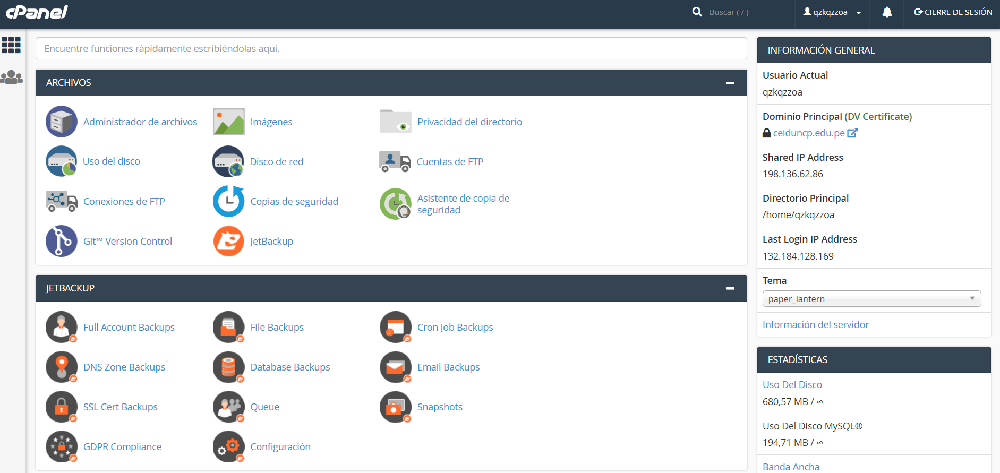 cPanel
Buscar ( / )
qzkqzzoa
CIERRE DE SESIÓN
Encuentre funciones rápidamente escribiéndolas aquí.
ARCHIVOS
Administrador de archivos
Imágenes
Privacidad del directorio
Uso del disco
Disco de red
Cuentas de FTP
Conexiones de FTP
Copias de seguridad
Asistente de copia de
seguridad
Git™ Version Control
JetBackup
JETBACKUP
Full Account Backups
File Backups
Cron Job Backups
DNS Zone Backups
Database Backups
Email Backups
SSL Cert Backups
Queue
Snapshots
GDPR Compliance
Configuración
INFORMACIÓN GENERAL
Usuario Actual
qzkqzzoa
Dominio Principal (DV Certificate)
ceiduncp.edu.pe
Shared IP Address
198.136.62.86
Directorio Principal
/home/qzkqzzoa
Last Login IP Address
132.184.128.169
Tema
paper_lantern
Información del servidor
ESTADÍSTICAS
Uso Del Disco
680,57 MB / ∞
Uso Del Disco MySQL®
194,71 MB / ∞
Banda Ancha